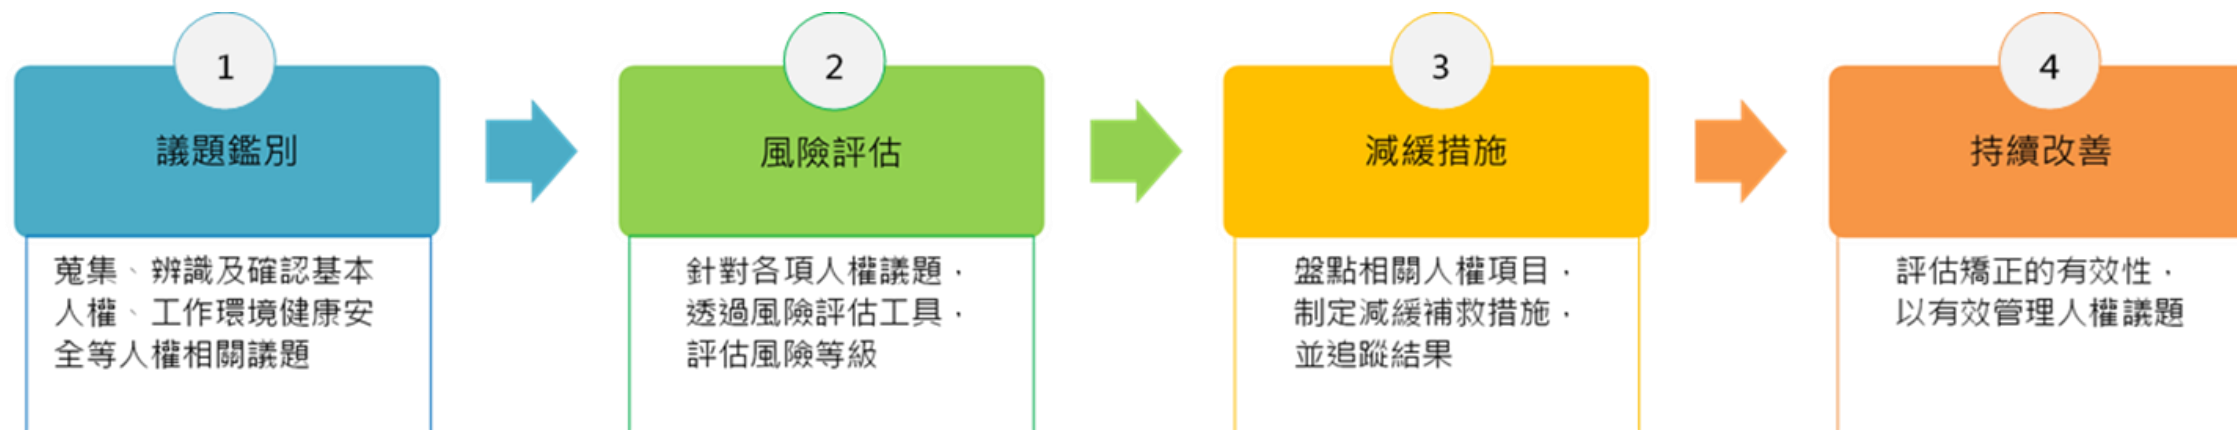 1
議題鑑別
蒐集、辨識及確認基本
人權、工作環境健康安
全等人權相關議題
2
風險評估
針對各項人權議題，
透過風險評估工具，
評估風險等級
3
減緩措施
盤點相關人權項目，
制定減緩補救措施，
並追蹤結果
4
持續改善
評估矯正的有效性，
以有效管理人權議題